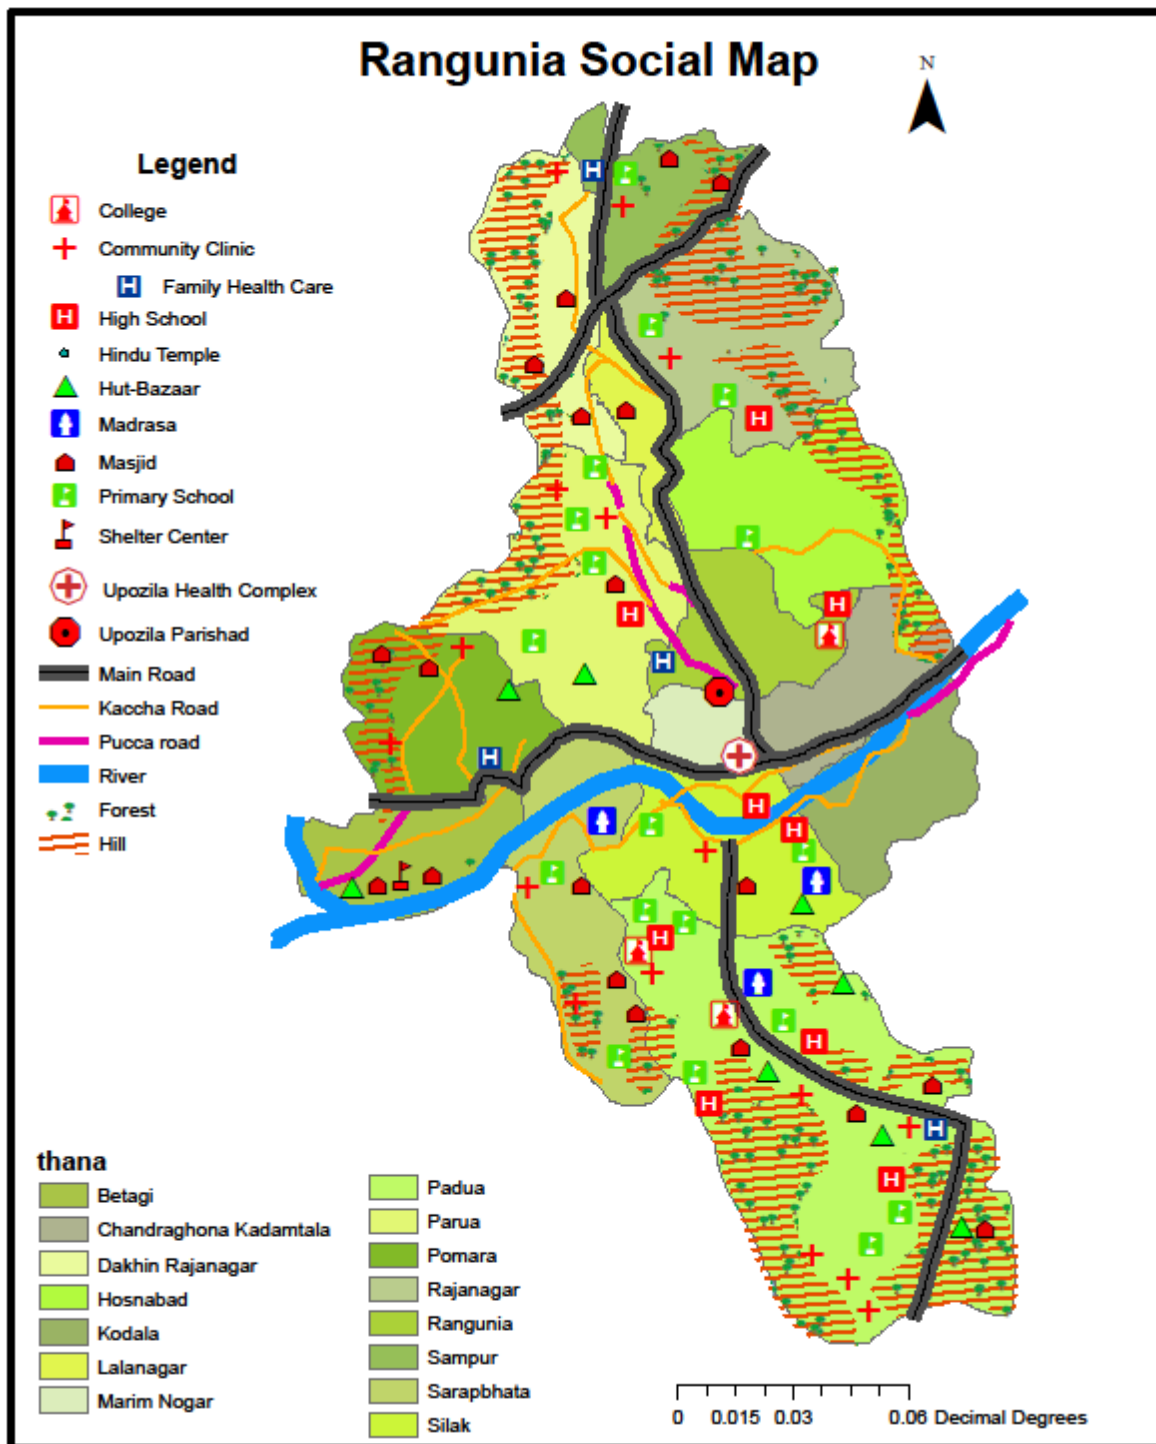 Rangunia Social Map
N
Legend
College
Community Clinic
H Family Health Care
H High School
Hindu Temple
Hut-Bazaar
Madrasa
Masjid
Primary School
Shelter Center
Upozila Health Complex
Upozila Parishad
Main Road
Kaccha Road
Pucca road
River
Forest
Hill
H
H
H
H
H
H
H
H
H
H
H
H
H
thana
Betagi
Chandraghona Kadamtala
Dakhin Rajanagar
Hosnabad
Kodala
Lalanagar
Marim Nogar
Padua
Parua
Pomara
Rajanagar
Rangunia
Sampur
Sarapbhata
Silak
0 0.015 0.03 0.06 Decimal Degrees